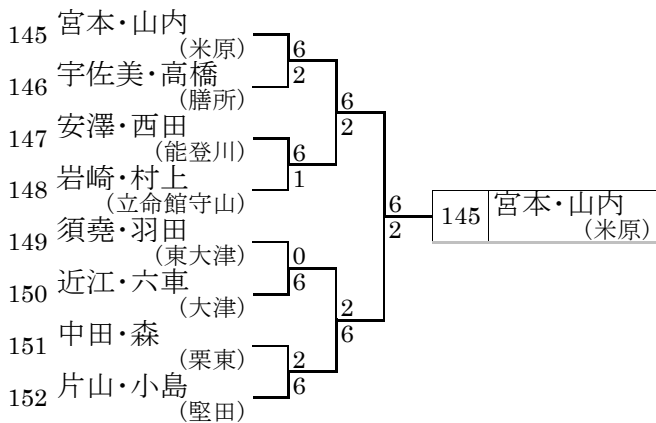 145 宮本・山内
(米原)
6
2
146 宇佐美・高橋
(膳所)
6
2
147 安澤・西田
(能登川)
6
1
148 岩崎・村上
(立命館守山)
6
2
145 宮本・山内
(米原)
149 須堯・羽田
(東大津)
0
6
150 近江・六車
(大津)
2
6
151 中田・森
(栗東)
2
6
152 片山・小島
(堅田)